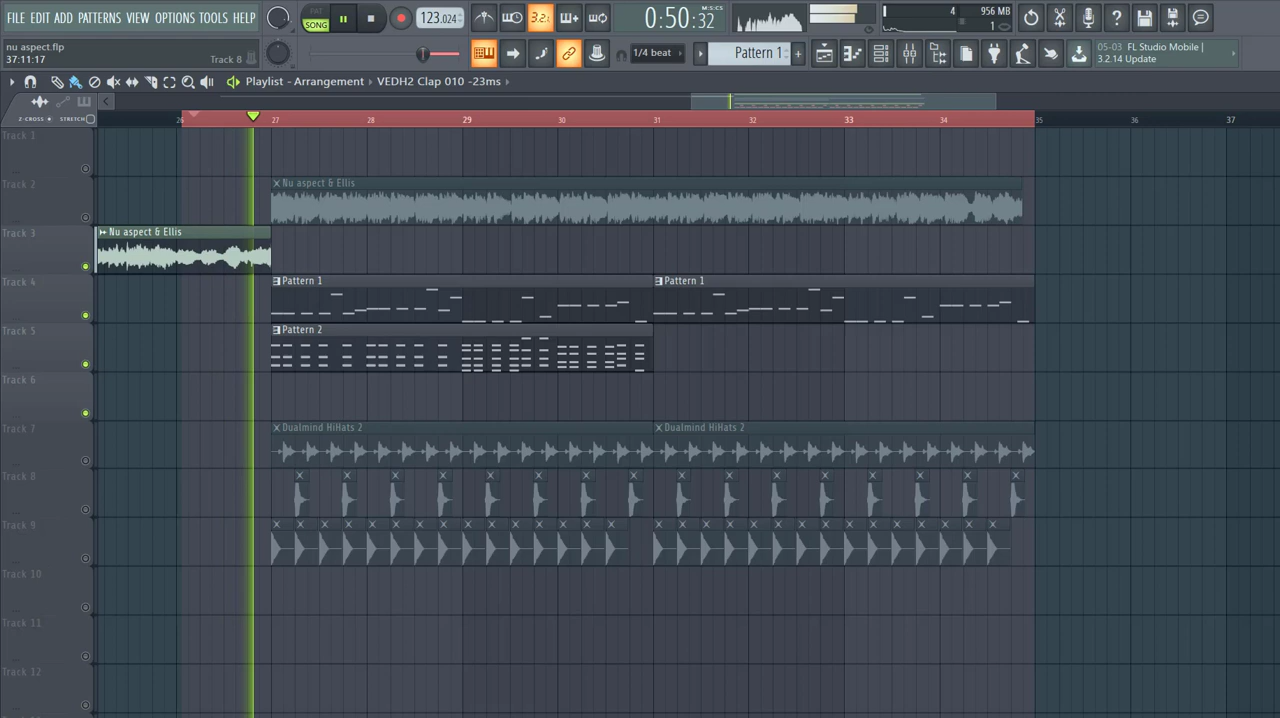 FILE EDIT ADD PATTERNS VIEW OPTIONS TOOLS HELP
PAT
SONG
123.024
3.2.
0:50:32
M:S:CS
4
956 MB
1
nu aspect.flp
37:11:17
Track 8
1/4 beat
Pattern 1
05-03 FL Studio Mobile |
3.2.14 Update
Playlist - Arrangement VEDH2 Clap 010 -23ms
Z-CROSS STRETCH
26 27 28 29 30 31 32 33 34 35 36 37
Track 1
Track 2
Nu aspect & Ellis
Track 3
Nu aspect & Ellis
Track 4
Pattern 1
Pattern 1
Track 5
Pattern 2
Track 6
Track 7
Dualmind HiHats 2
Dualmind HiHats 2
Track 8
Track 9
Track 10
Track 11
Track 12